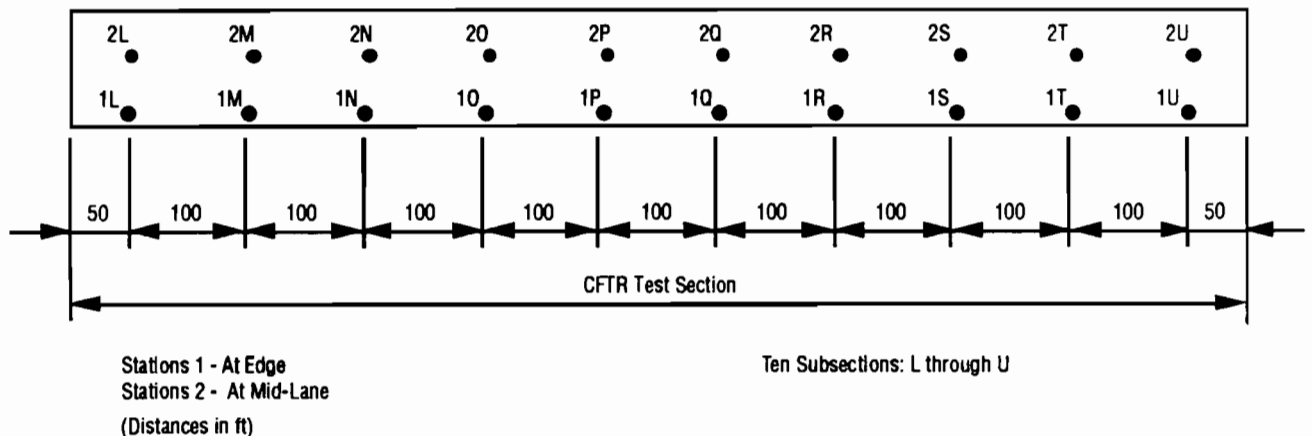 2L 2M 2N 2O 2P 2Q 2R 2S 2T 2U
1L 1M 1N 1O 1P 1Q 1R 1S 1T 1U
50 100 100 100 100 100 100 100 100 100 50
CFTR Test Section
Stations 1 - At Edge
Stations 2 - At Mid-Lane
(Distances in ft)
Ten Subsections: L through U